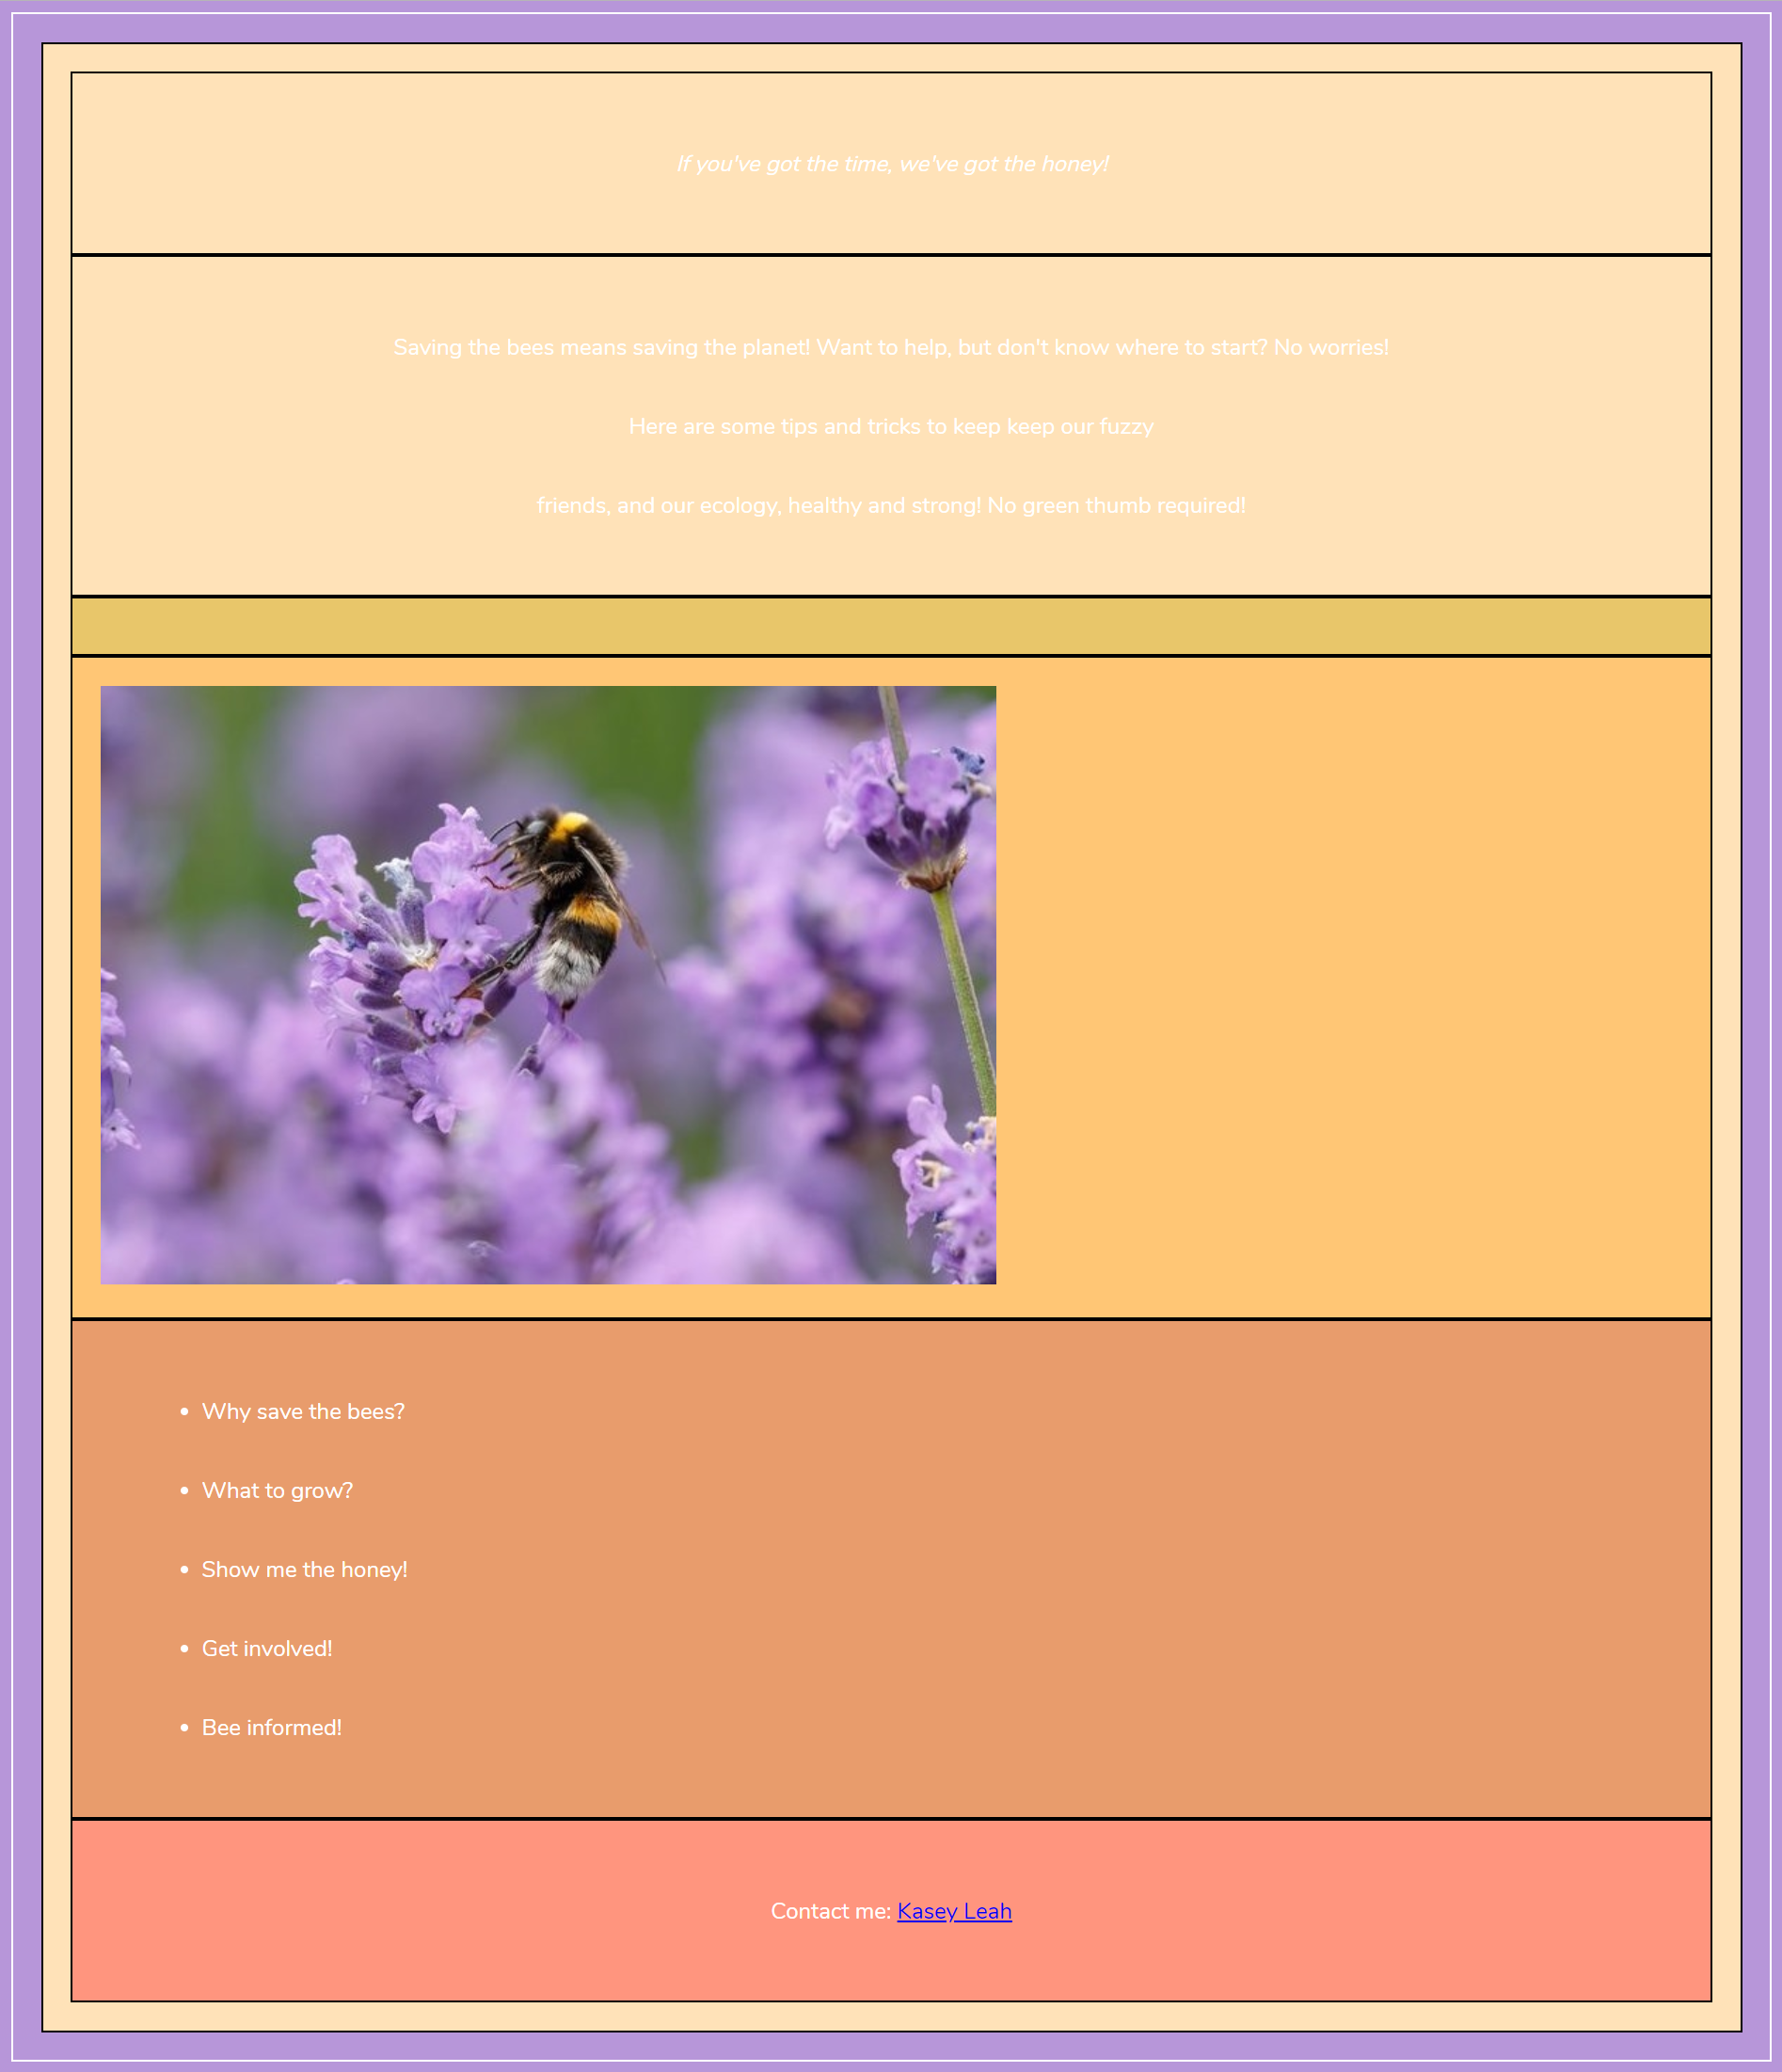 If you've got the time, we've got the honey!
Saving the bees means saving the planet! Want to help, but don't know where to start? No worries!
Here are some tips and tricks to keep keep our fuzzy
friends, and our ecology, healthy and strong! No green thumb required!
• Why save the bees?
• What to grow?
• Show me the honey!
• Get involved!
• Bee informed!
Contact me: Kasey Leah